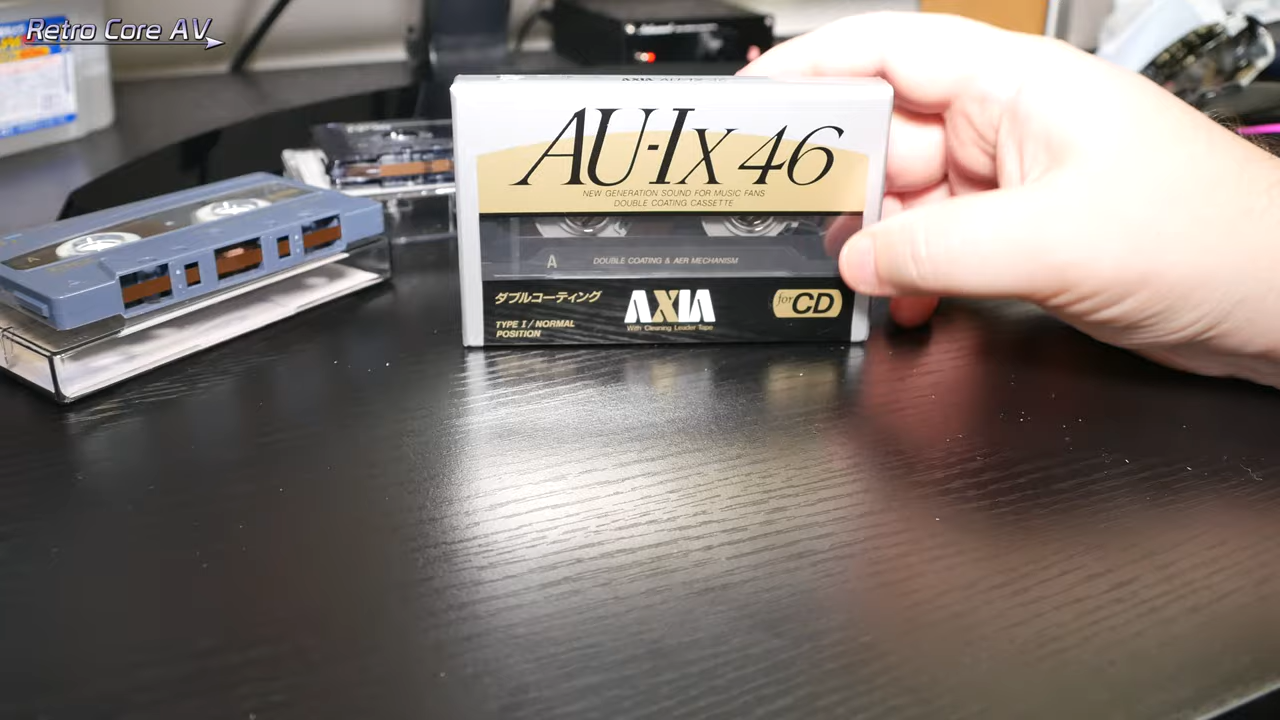 Retro Core AV
AU-Ix 46
NEW GENERATION SOUND FOR MUSIC FANS
DOUBLE COATING CASSETTE
A
A DOUBLE COATING & AER MECHANISM
ダブルコーティング
AXIA
for CD
With Cleaning Leader Tape
TYPE I / NORMAL
POSITION